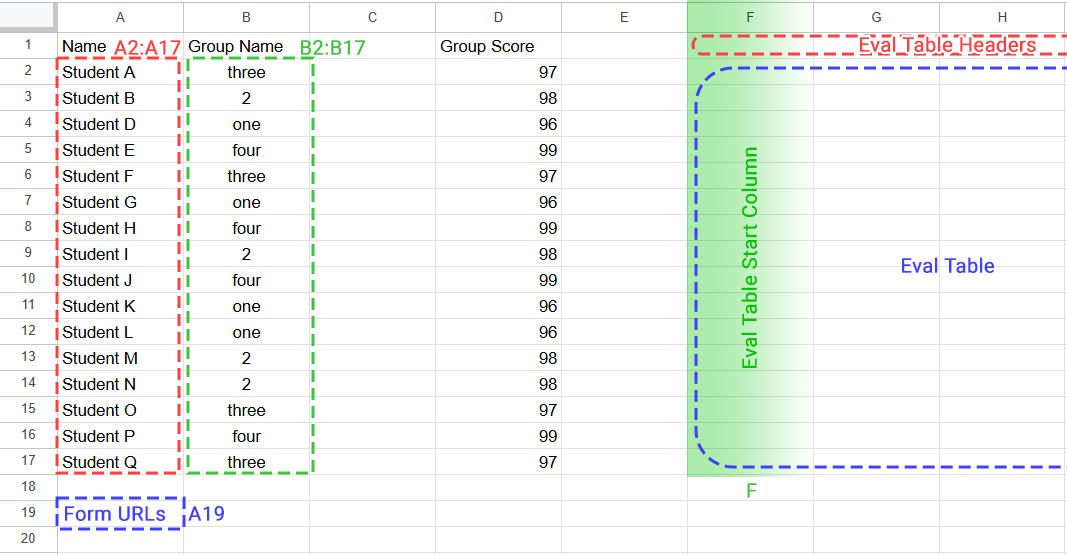 A B C D E F G H
1 Name A2:A17 Group Name B2:B17 Group Score Eval Table Headers
2 Student A three 97
3 Student B 2 98
4 Student D one 96
5 Student E four 99
6 Student F three 97
7 Student G one 96
8 Student H four 99
9 Student I 2 98
10 Student J four 99
11 Student K one 96
12 Student L one 96
13 Student M 2 98
14 Student N 2 98
15 Student O three 97
16 Student P four 99
17 Student Q three 97
Eval Table Start Column
Eval Table
18 F
19 Form URLs A19
20